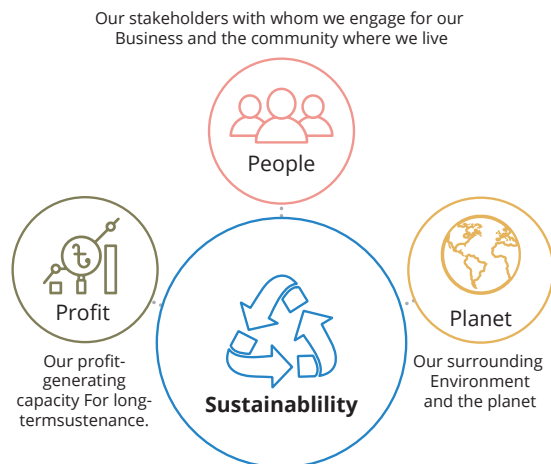 Our stakeholders with whom we engage for our
Business and the community where we live
People
Profit
Planet
Our profit-
generating
capacity For long-
termsustenance.
Sustainablility
Our surrounding
Environment
and the planet